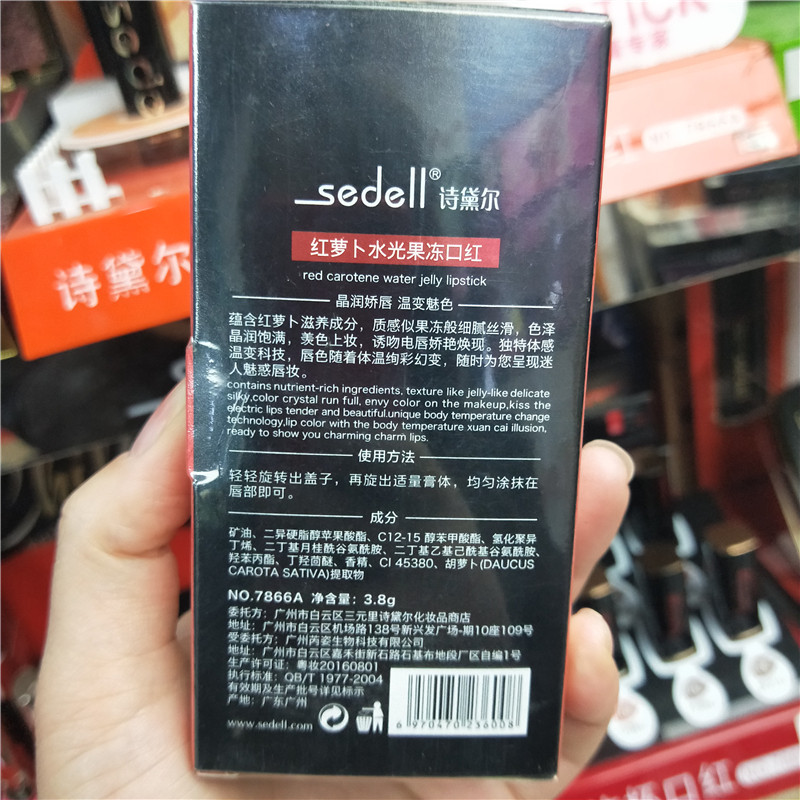 sedell® 诗黛尔
红萝卜水光果冻口红
red carotene water jelly lipstick
晶润娇唇 温变魅色
蕴含红萝卜滋养成分，质感似果冻般细腻丝滑，色泽
晶润饱满，羡色上妆，诱吻电唇娇艳焕现。独特体感
温变科技，唇色随着体温绚彩幻变，随时为您呈现迷
人魅惑唇妆。
contains nutrient-rich ingredients, texture like jelly-like delicate
silky,color crystal run full, envy color on the makeup,kiss the
electric lips tender and beautiful.unique body temperature change
technology,lip color with the body temperature xuan cai illusion,
ready to show you charming charm lips.
使用方法
轻轻旋转出盖子，再旋出适量膏体，均匀涂抹在
唇部即可。
成分
矿油、二异硬脂醇苹果酸酯、C12-15 醇苯甲酸酯、氢化聚异
丁烯、二丁基月桂酰谷氨酰胺、二丁基乙基己酰基谷氨酰胺、
羟苯丙酯、丁羟茴醚、香精、CI 45380、胡萝卜(DAUCUS
CAROTA SATIVA)提取物
NO.7866A 净含量：3.8g
委托方：广州市白云区三元里诗黛尔化妆品商店
地址：广州市白云区机场路138号新兴发广场-期10座109号
受委托方：广州芮姿生物科技有限公司
地址：广州市白云区嘉禾街新石路石基布地段厂区自编1号
生产许可证：粤妆20160801
执行标准：QB/T 1977-2004
有效期及生产批号详见标示
产地：广东广州
www.sedell.com
6 970470 236008
诗黛尔
STICK
专家
口红